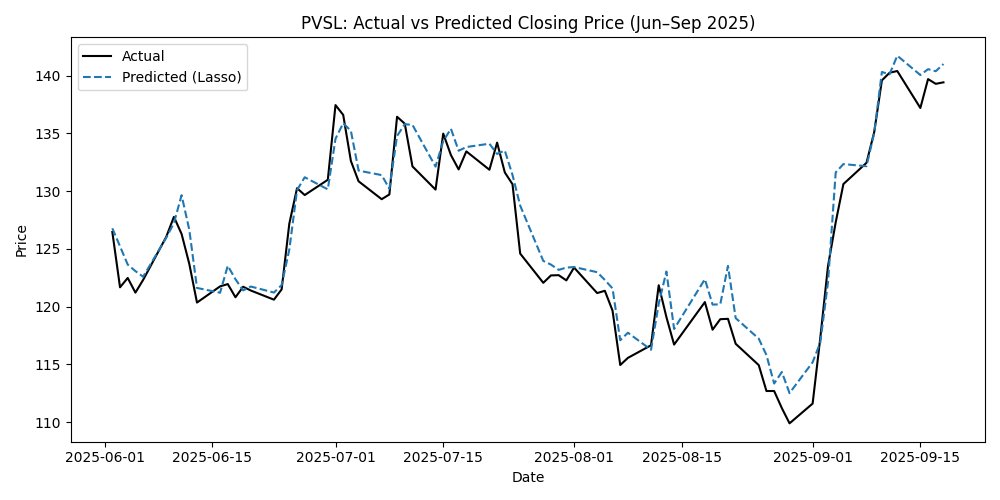 PVSL: Actual vs Predicted Closing Price (Jun–Sep 2025)
Actual
Predicted (Lasso)
Price
140
135
130
125
120
115
110
2025-06-01 2025-06-15 2025-07-01 2025-07-15 2025-08-01 2025-08-15 2025-09-01 2025-09-15
Date